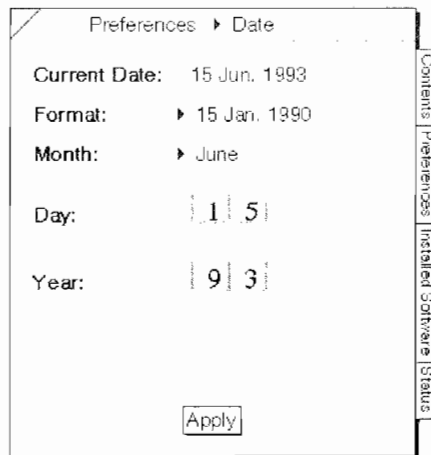 Preferences ▸ Date
Current Date: 15 Jun. 1993
Format: ▸ 15 Jan. 1990
Month: ▸ June
Day: 1 5
Year: 9 3
Apply
Contents
Preferences
Installed Software
Status